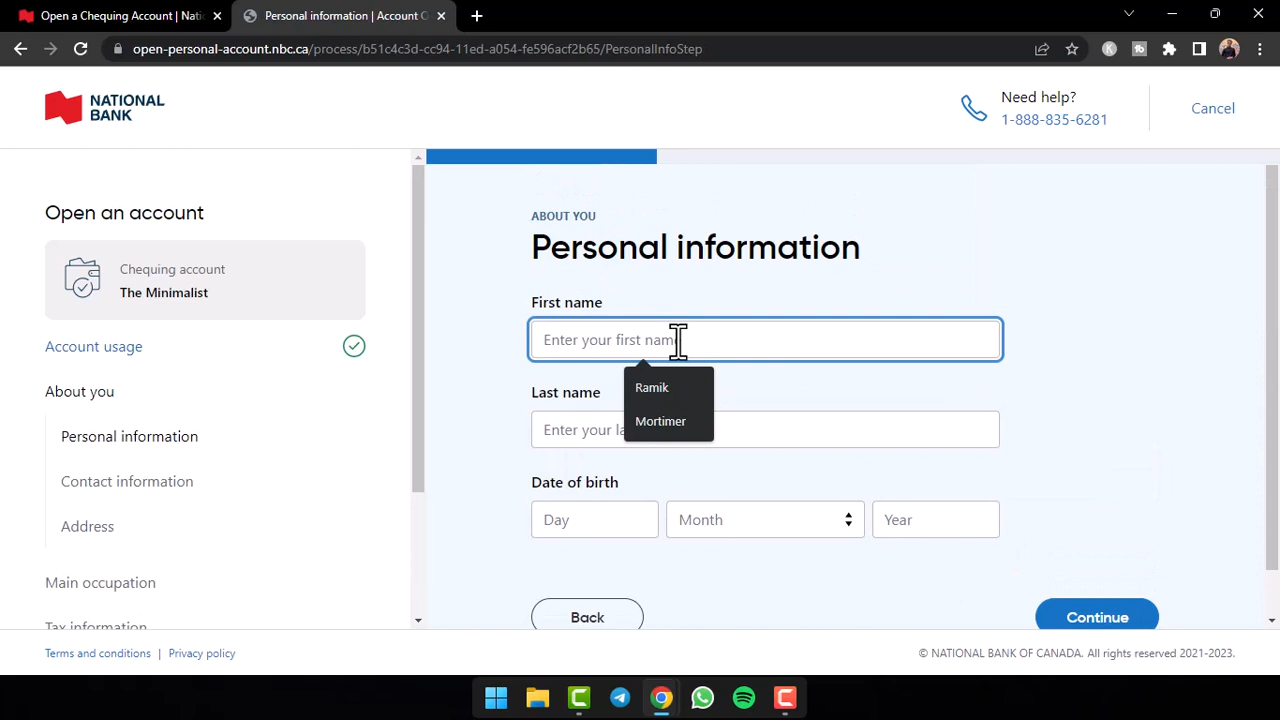 Open a Chequing Account | Nati
Personal information | Account O
open-personal-account.nbc.ca/process/b51c4c3d-cc94-11ed-a054-fe596acf2b65/PersonalInfoStep
NATIONAL
BANK
Need help?
1-888-835-6281
Cancel
Open an account
Chequing account
The Minimalist
Account usage
About you
Personal information
Contact information
Address
Main occupation
Tax information
ABOUT YOU
Personal information
First name
Enter your first name
Ramik
Mortimer
Last name
Enter your la
Date of birth
Day
Month
Year
Back
Continue
Terms and conditions | Privacy policy
© NATIONAL BANK OF CANADA. All rights reserved 2021-2023.